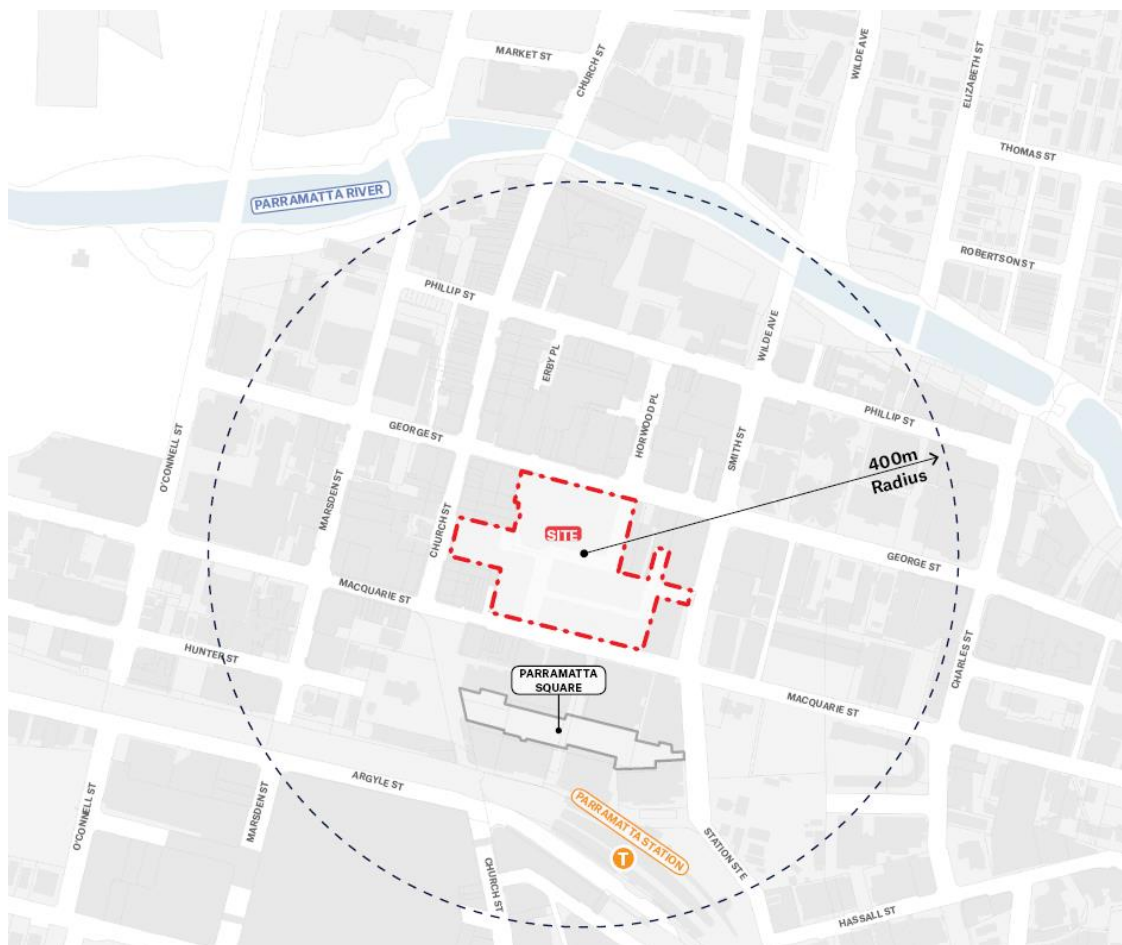 MARKET ST
CHURCH ST
WILDE AVE
ELIZABETH ST
THOMAS ST
PARRAMATTA RIVER
ROBERTSON ST
PHILLIP ST
ERBY PL
HORWOOD PL
WILDE AVE
PHILLIP ST
GEORGE ST
SMITH ST
400m
Radius
O'CONNELL ST
MARSDEN ST
CHURCH ST
SITE
GEORGE ST
MACQUARIE ST
HUNTER ST
CHARLES ST
PARRAMATTA
SQUARE
MACQUARIE ST
ARGYLE ST
O'CONNELL ST
MARSDEN ST
PARRAMATTA STATION
T
STATION ST E
CHURCH ST
HASSALL ST